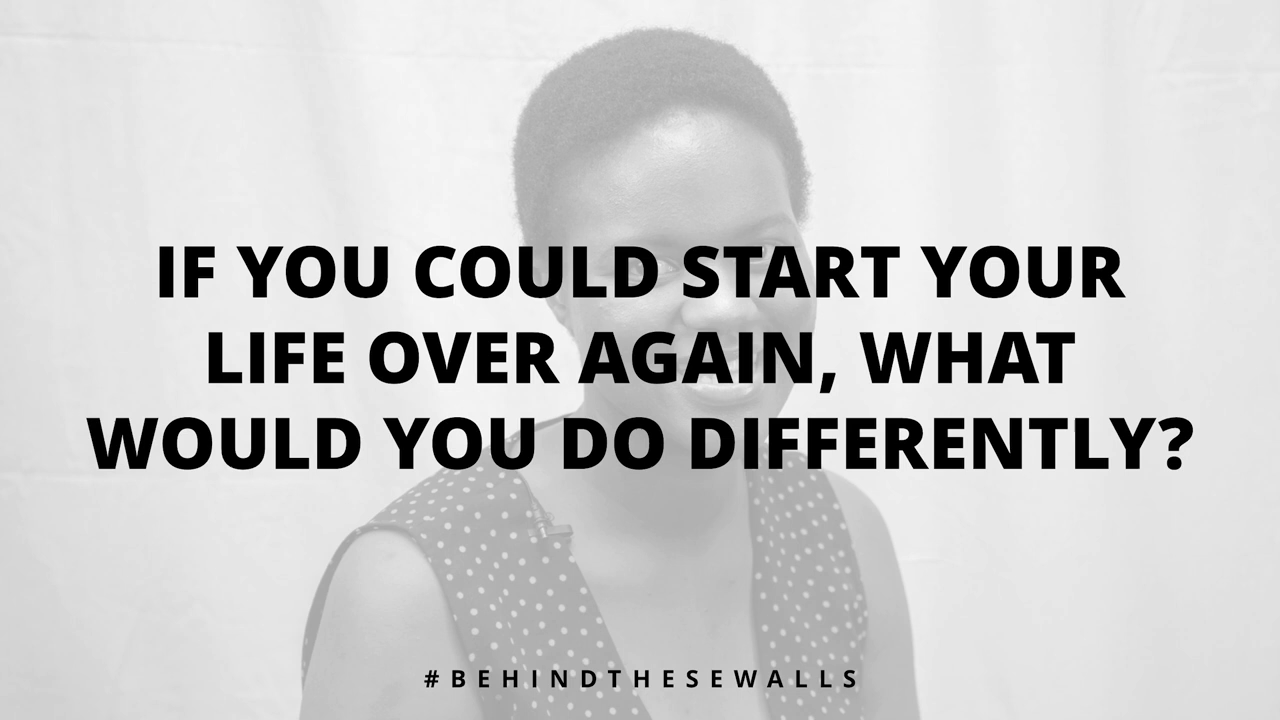 IF YOU COULD START YOUR
LIFE OVER AGAIN, WHAT
WOULD YOU DO DIFFERENTLY?
#BEHINDTHESEWALLS